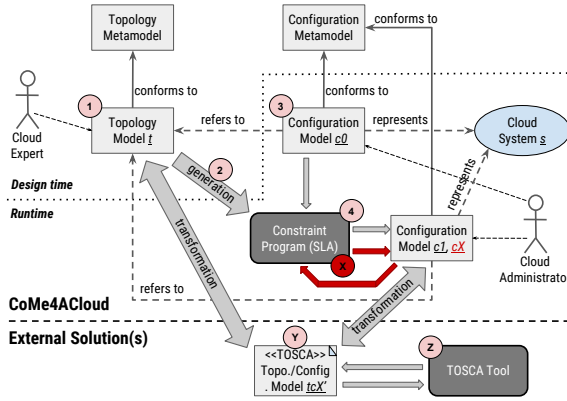 Topology
Metamodel
Configuration
Metamodel
conforms to
conforms to
conforms to
1
3
Cloud
Expert
Topology
Model t
refers to
Configuration
Model c0
represents
Cloud
System s
2
generation
represents
Design time
Runtime
4
Constraint
Program (SLA)
X
Configuration
Model c1, cX
Cloud
Administrato
transformation
refers to
transformation
CoMe4ACloud
External Solution(s)
Y
<<TOSCA>>
Topo./Config
. Model tcX'
Z
TOSCA Tool